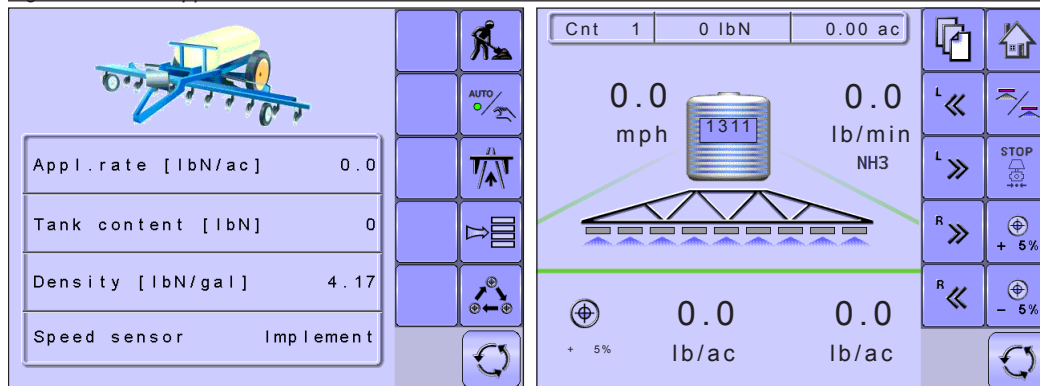 Appl.rate [lbN/ac] 0.0
Tank content [lbN] 0
Density [lbN/gal] 4.17
Speed sensor Implement
AUTO
Cnt 1 0 lbN 0.00 ac
0.0 0.0
mph 1311 lb/min
NH3
0.0 0.0
+ 5% lb/ac lb/ac
L
L STOP
R + 5%
R - 5%